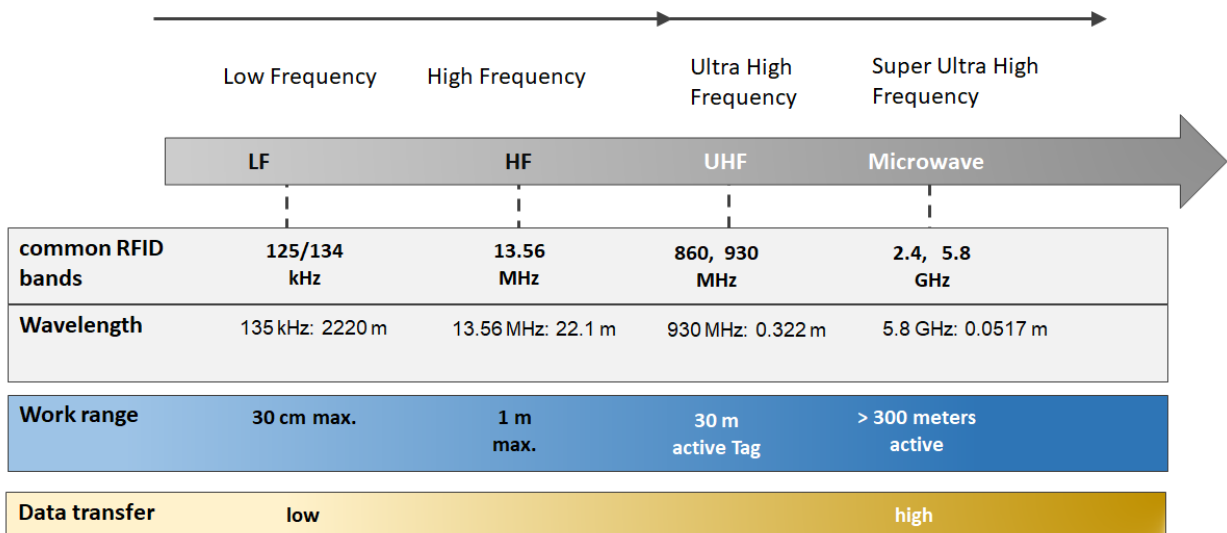 Low Frequency
High Frequency
Ultra High
Frequency
Super Ultra High
Frequency
LF
HF
UHF
Microwave
common RFID
bands
125/134
kHz
13.56
MHz
860, 930
MHz
2.4, 5.8
GHz
Wavelength
135 kHz: 2220 m
13.56 MHz: 22.1 m
930 MHz: 0.322 m
5.8 GHz: 0.0517 m
Work range
30 cm max.
1 m
max.
30 m
active Tag
> 300 meters
active
Data transfer
low
high